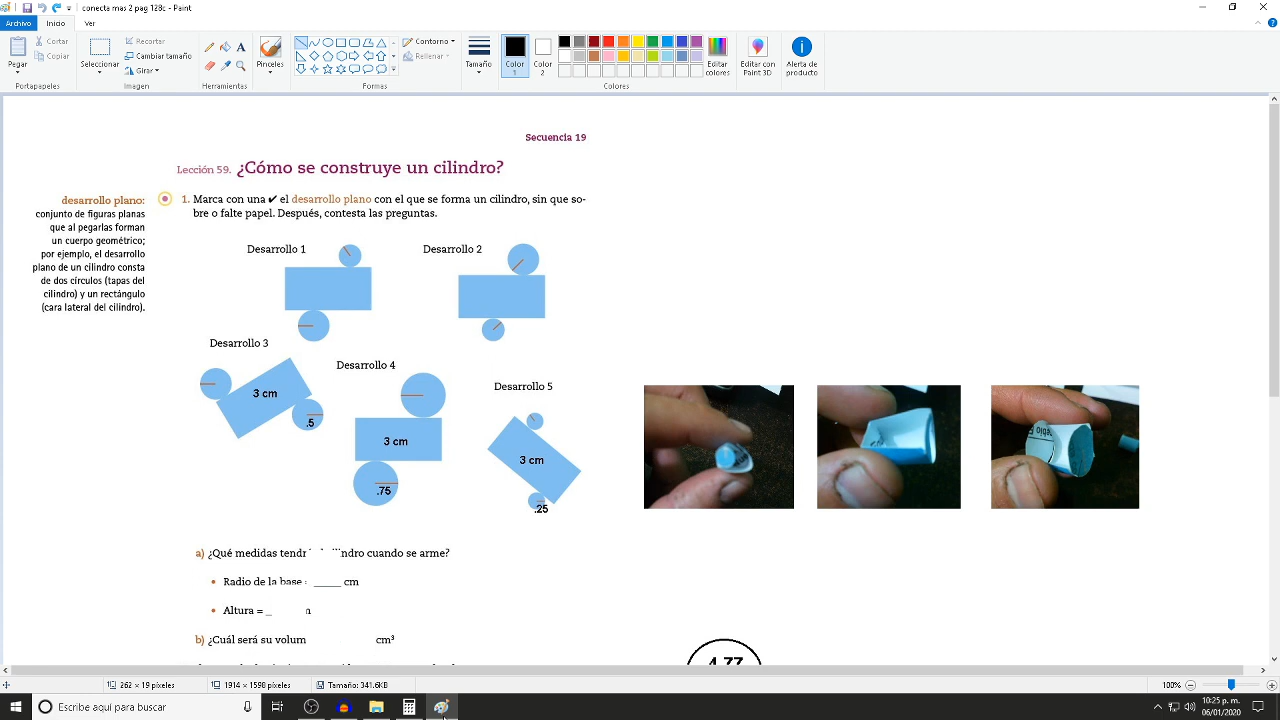 conecta mas 2 pag 128c - Paint
Archivo
Inicio
Ver
Pegar
Cortar
Copiar
Portapapeles
Seleccionar
Recortar
Cambiar tamaño
Girar
Imagen
Herramientas
Pinceles
Contorno
Rellenar
Formas
Tamaño
Color
1
Color
2
Editar
colores
Colores
Editar con
Paint 3D
Alerta de
producto
Secuencia 19
Lección 59. ¿Cómo se construye un cilindro?
desarrollo plano:
conjunto de figuras planas
que al pegarlas forman
un cuerpo geométrico;
por ejemplo, el desarrollo
plano de un cilindro consta
de dos círculos (tapas del
cilindro) y un rectángulo
(cara lateral del cilindro).
1. Marca con una ✔ el desarrollo plano con el que se forma un cilindro, sin que so-
bre o falte papel. Después, contesta las preguntas.
Desarrollo 1
Desarrollo 2
Desarrollo 3
3 cm
.5
Desarrollo 4
3 cm
.75
Desarrollo 5
3 cm
.25
a) ¿Qué medidas tendr ndro cuando se arme?
• Radio de la base = _____ cm
• Altura = _
b) ¿Cuál será su volum cm³
4.77
262 × 19 píxeles
1914 × 1598 píxeles
Tamaño: 341.6KB
100%
Escribe aquí para buscar
10:25 p. m.
06/01/2020